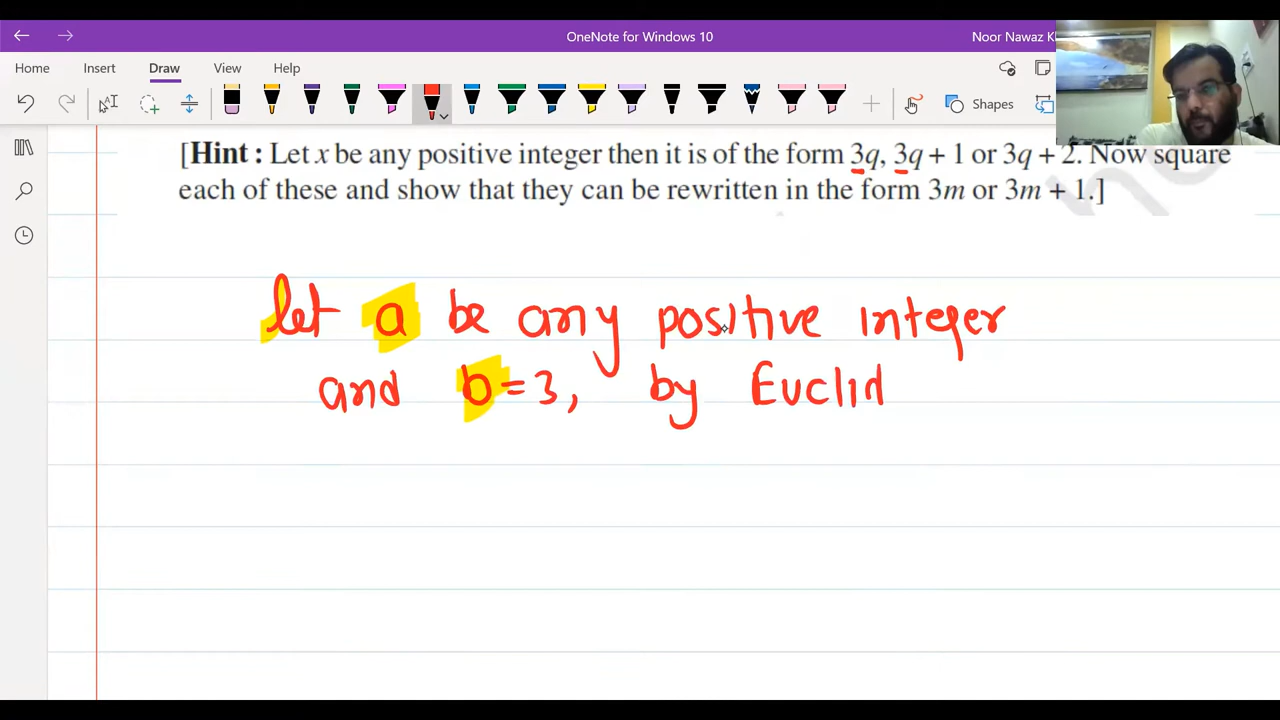 OneNote for Windows 10
Noor Nawaz K
Home Insert Draw View Help
Shapes
[Hint : Let x be any positive integer then it is of the form 3q, 3q + 1 or 3q + 2. Now square
each of these and show that they can be rewritten in the form 3m or 3m + 1.]
let a be any positive integer
and b = 3, by Euclid